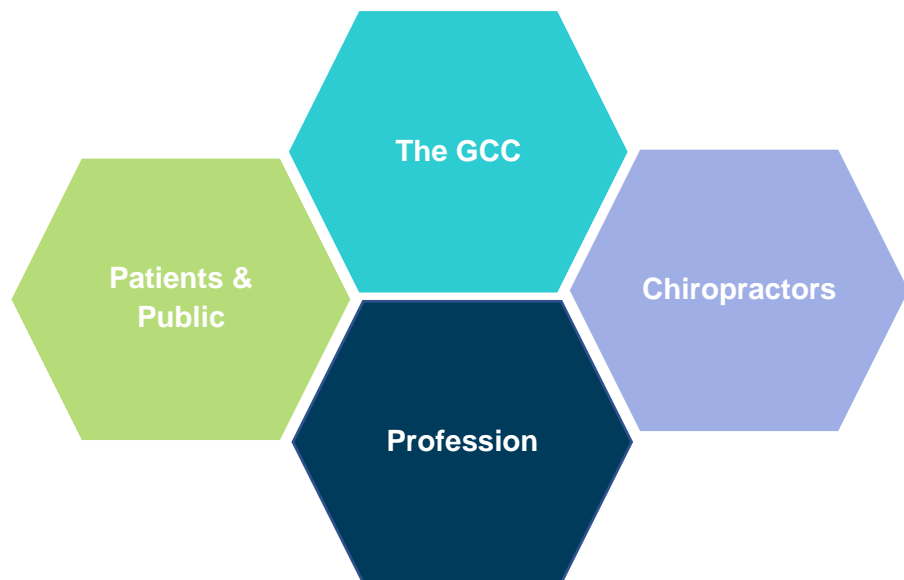 The GCC
Patients &
Public
Chiropractors
Profession